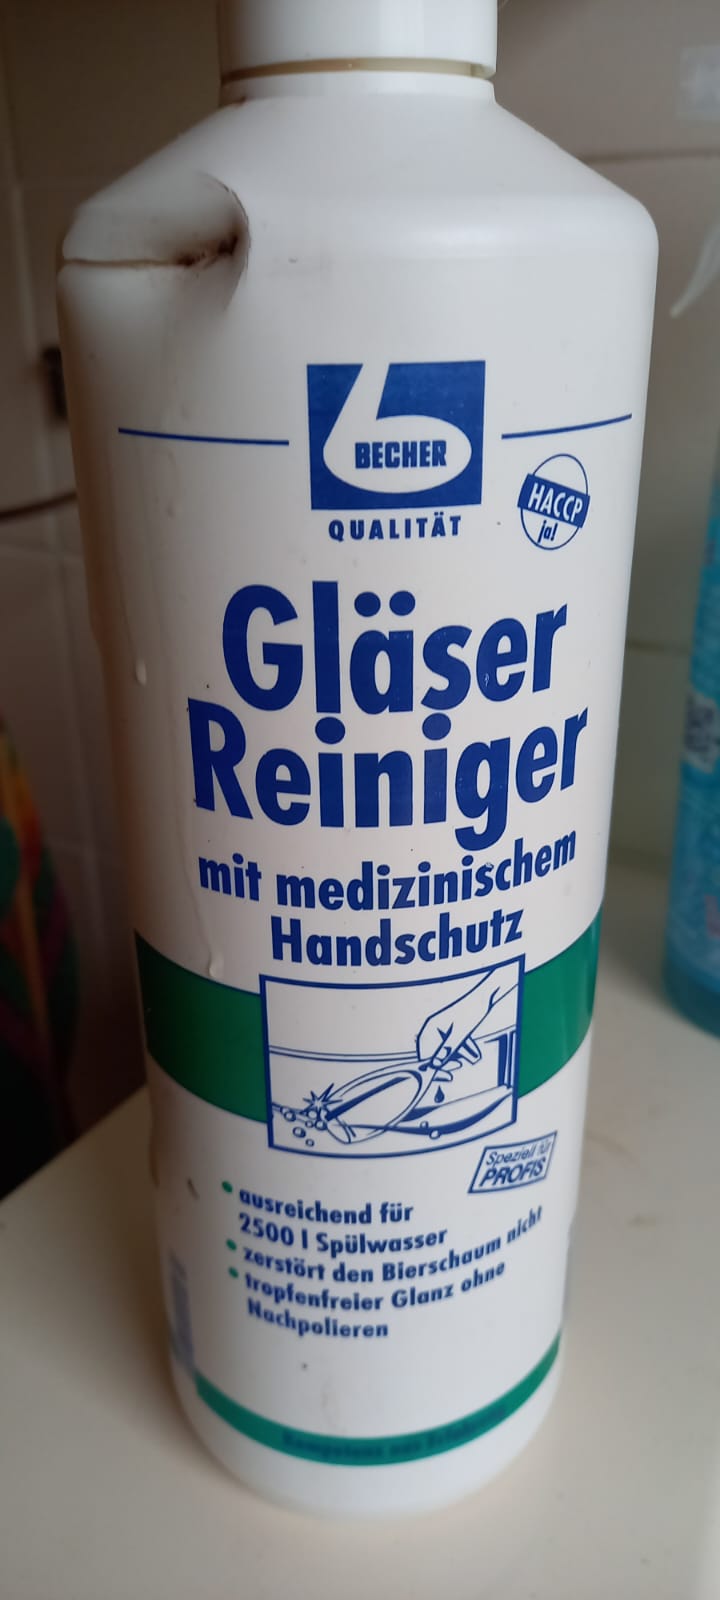 BECHER
QUALITÄT
HACCP
ja!
Gläser
Reiniger
mit medizinischem
Handschutz
Speziell für
PROFIS
ausreichend für
2500 l Spülwasser
zerstört den Bierschaum nicht
tropfenfreier Glanz ohne
Nachpolieren